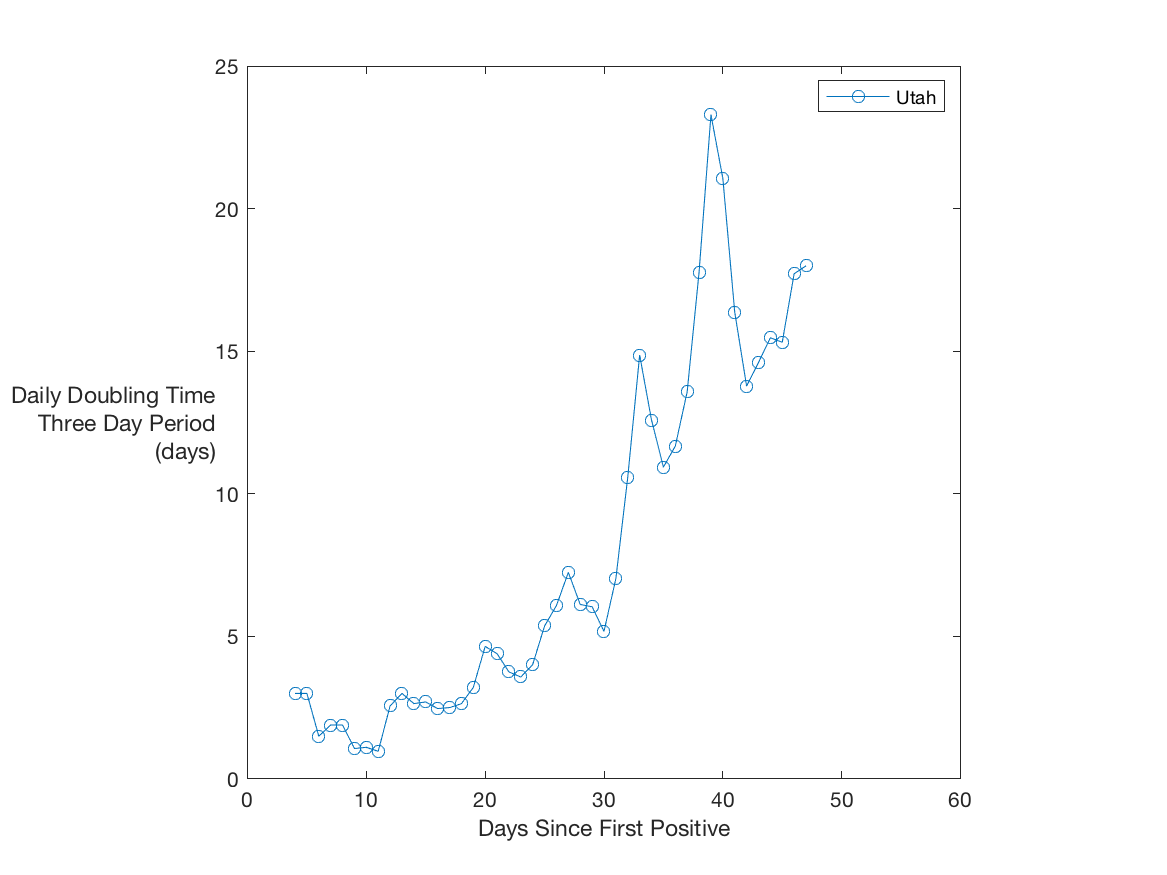 25
20
15
10
5
0
Daily Doubling Time
Three Day Period
(days)
Utah
0 10 20 30 40 50 60
Days Since First Positive